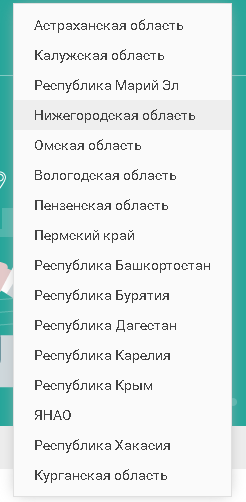 Астраханская область
Калужская область
Республика Марий Эл
Нижегородская область
Омская область
Вологодская область
Пензенская область
Пермский край
Республика Башкортостан
Республика Бурятия
Республика Дагестан
Республика Карелия
Республика Крым
ЯНАО
Республика Хакасия
Курганская область